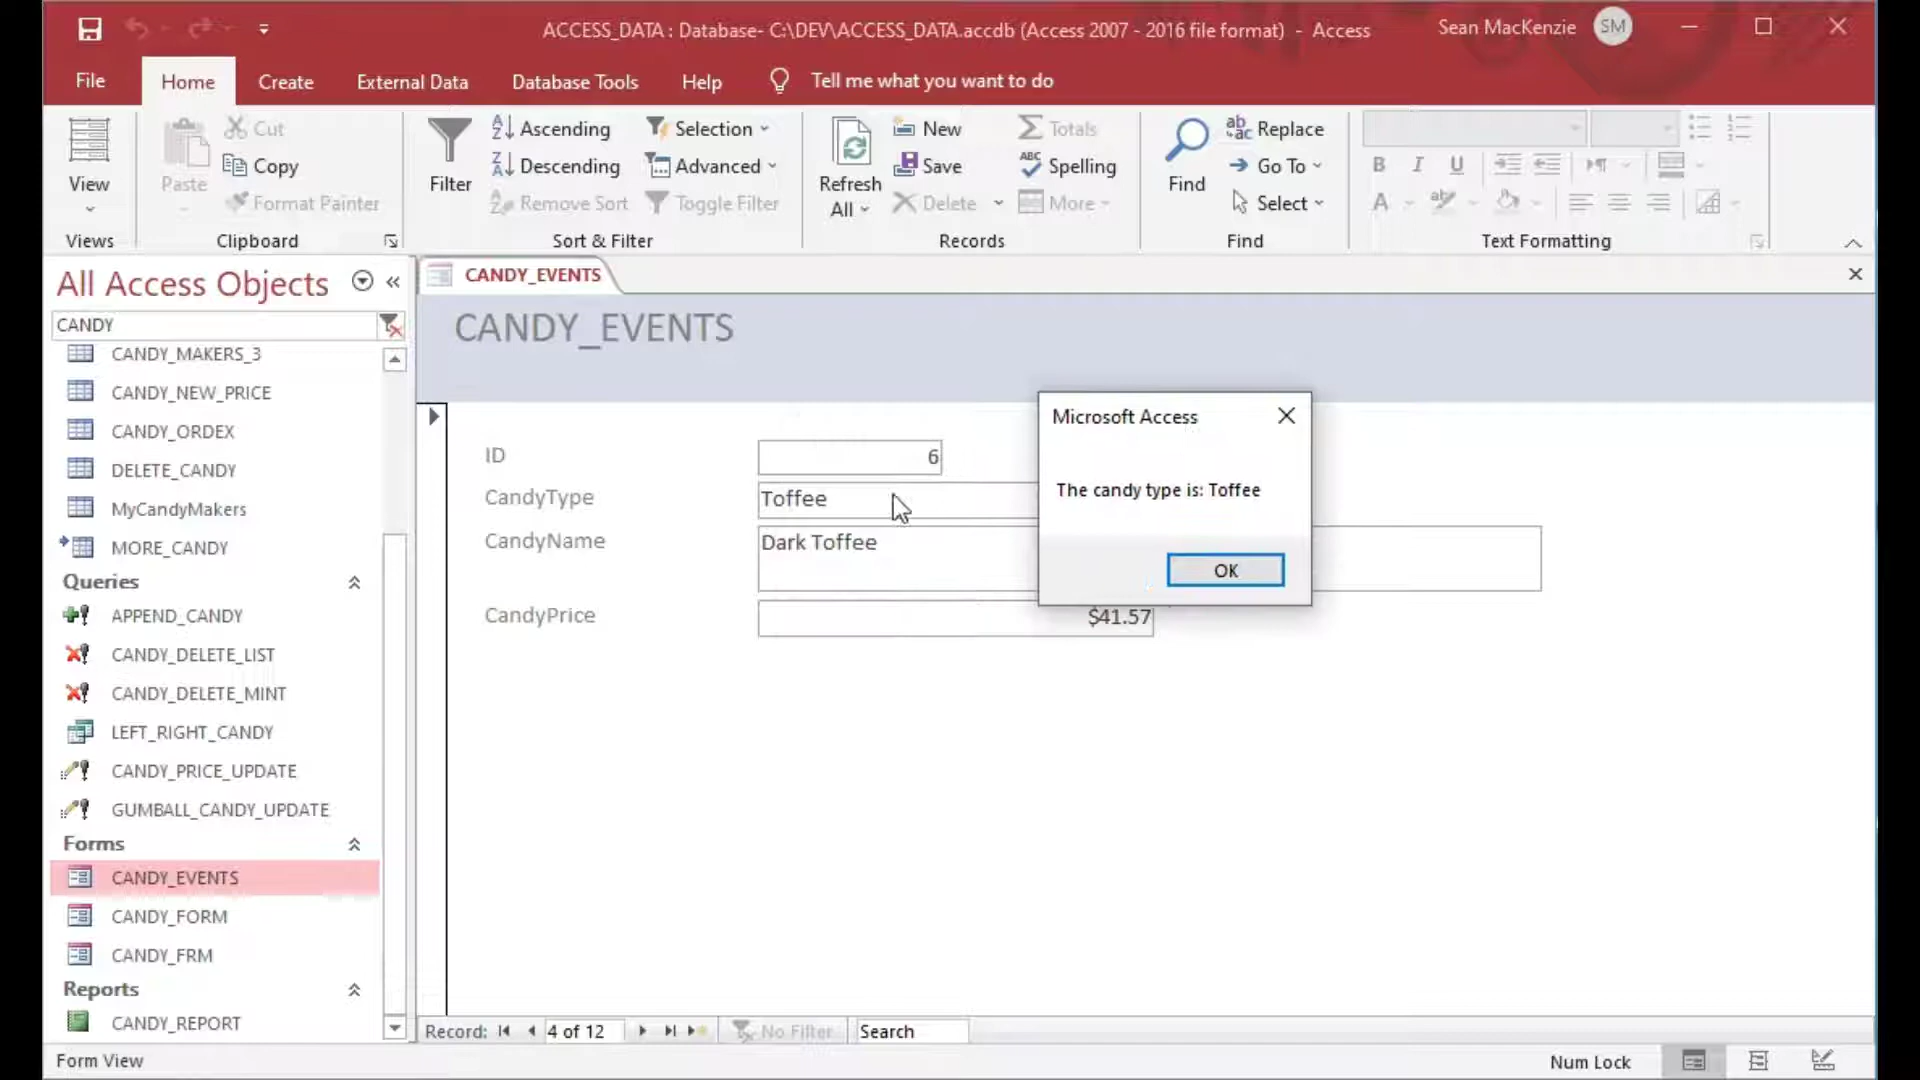 ACCESS_DATA : Database- C:\DEV\ACCESS_DATA.accdb (Access 2007 - 2016 file format) - Access
Sean MacKenzie
SM
File
Home
Create
External Data
Database Tools
Help
Tell me what you want to do
View
Views
Paste
Cut
Copy
Format Painter
Clipboard
Filter
Ascending
Descending
Remove Sort
Selection
Advanced
Toggle Filter
Sort & Filter
Refresh
All
New
Save
Delete
Totals
Spelling
More
Records
Find
Replace
Go To
Select
Find
B I U
A
Text Formatting
All Access Objects
CANDY
CANDY_MAKERS_3
CANDY_NEW_PRICE
CANDY_ORDEX
DELETE_CANDY
MyCandyMakers
MORE_CANDY
Queries
APPEND_CANDY
CANDY_DELETE_LIST
CANDY_DELETE_MINT
LEFT_RIGHT_CANDY
CANDY_PRICE_UPDATE
GUMBALL_CANDY_UPDATE
Forms
CANDY_EVENTS
CANDY_FORM
CANDY_FRM
Reports
CANDY_REPORT
CANDY_EVENTS
CANDY_EVENTS
ID
6
CandyType
Toffee
CandyName
Dark Toffee
CandyPrice
$41.57
Microsoft Access
The candy type is: Toffee
OK
Record:
4 of 12
No Filter
Search
Form View
Num Lock